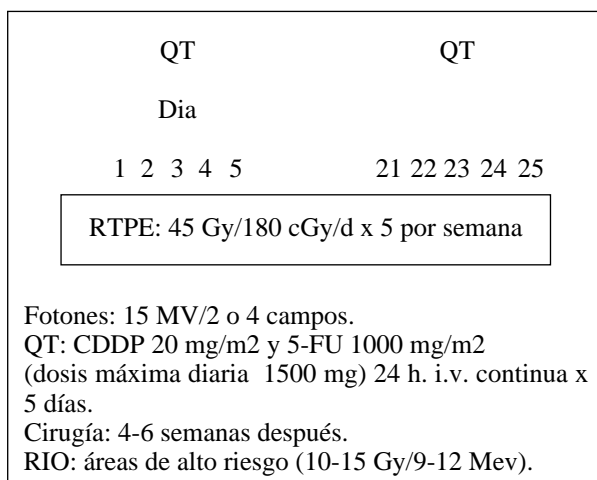 QT QT
Dia
1 2 3 4 5 21 22 23 24 25
RTPE: 45 Gy/180 cGy/d x 5 por semana
Fotones: 15 MV/2 o 4 campos.
QT: CDDP 20 mg/m2 y 5-FU 1000 mg/m2
(dosis máxima diaria 1500 mg) 24 h. i.v. continua x
5 días.
Cirugía: 4-6 semanas después.
RIO: áreas de alto riesgo (10-15 Gy/9-12 Mev).